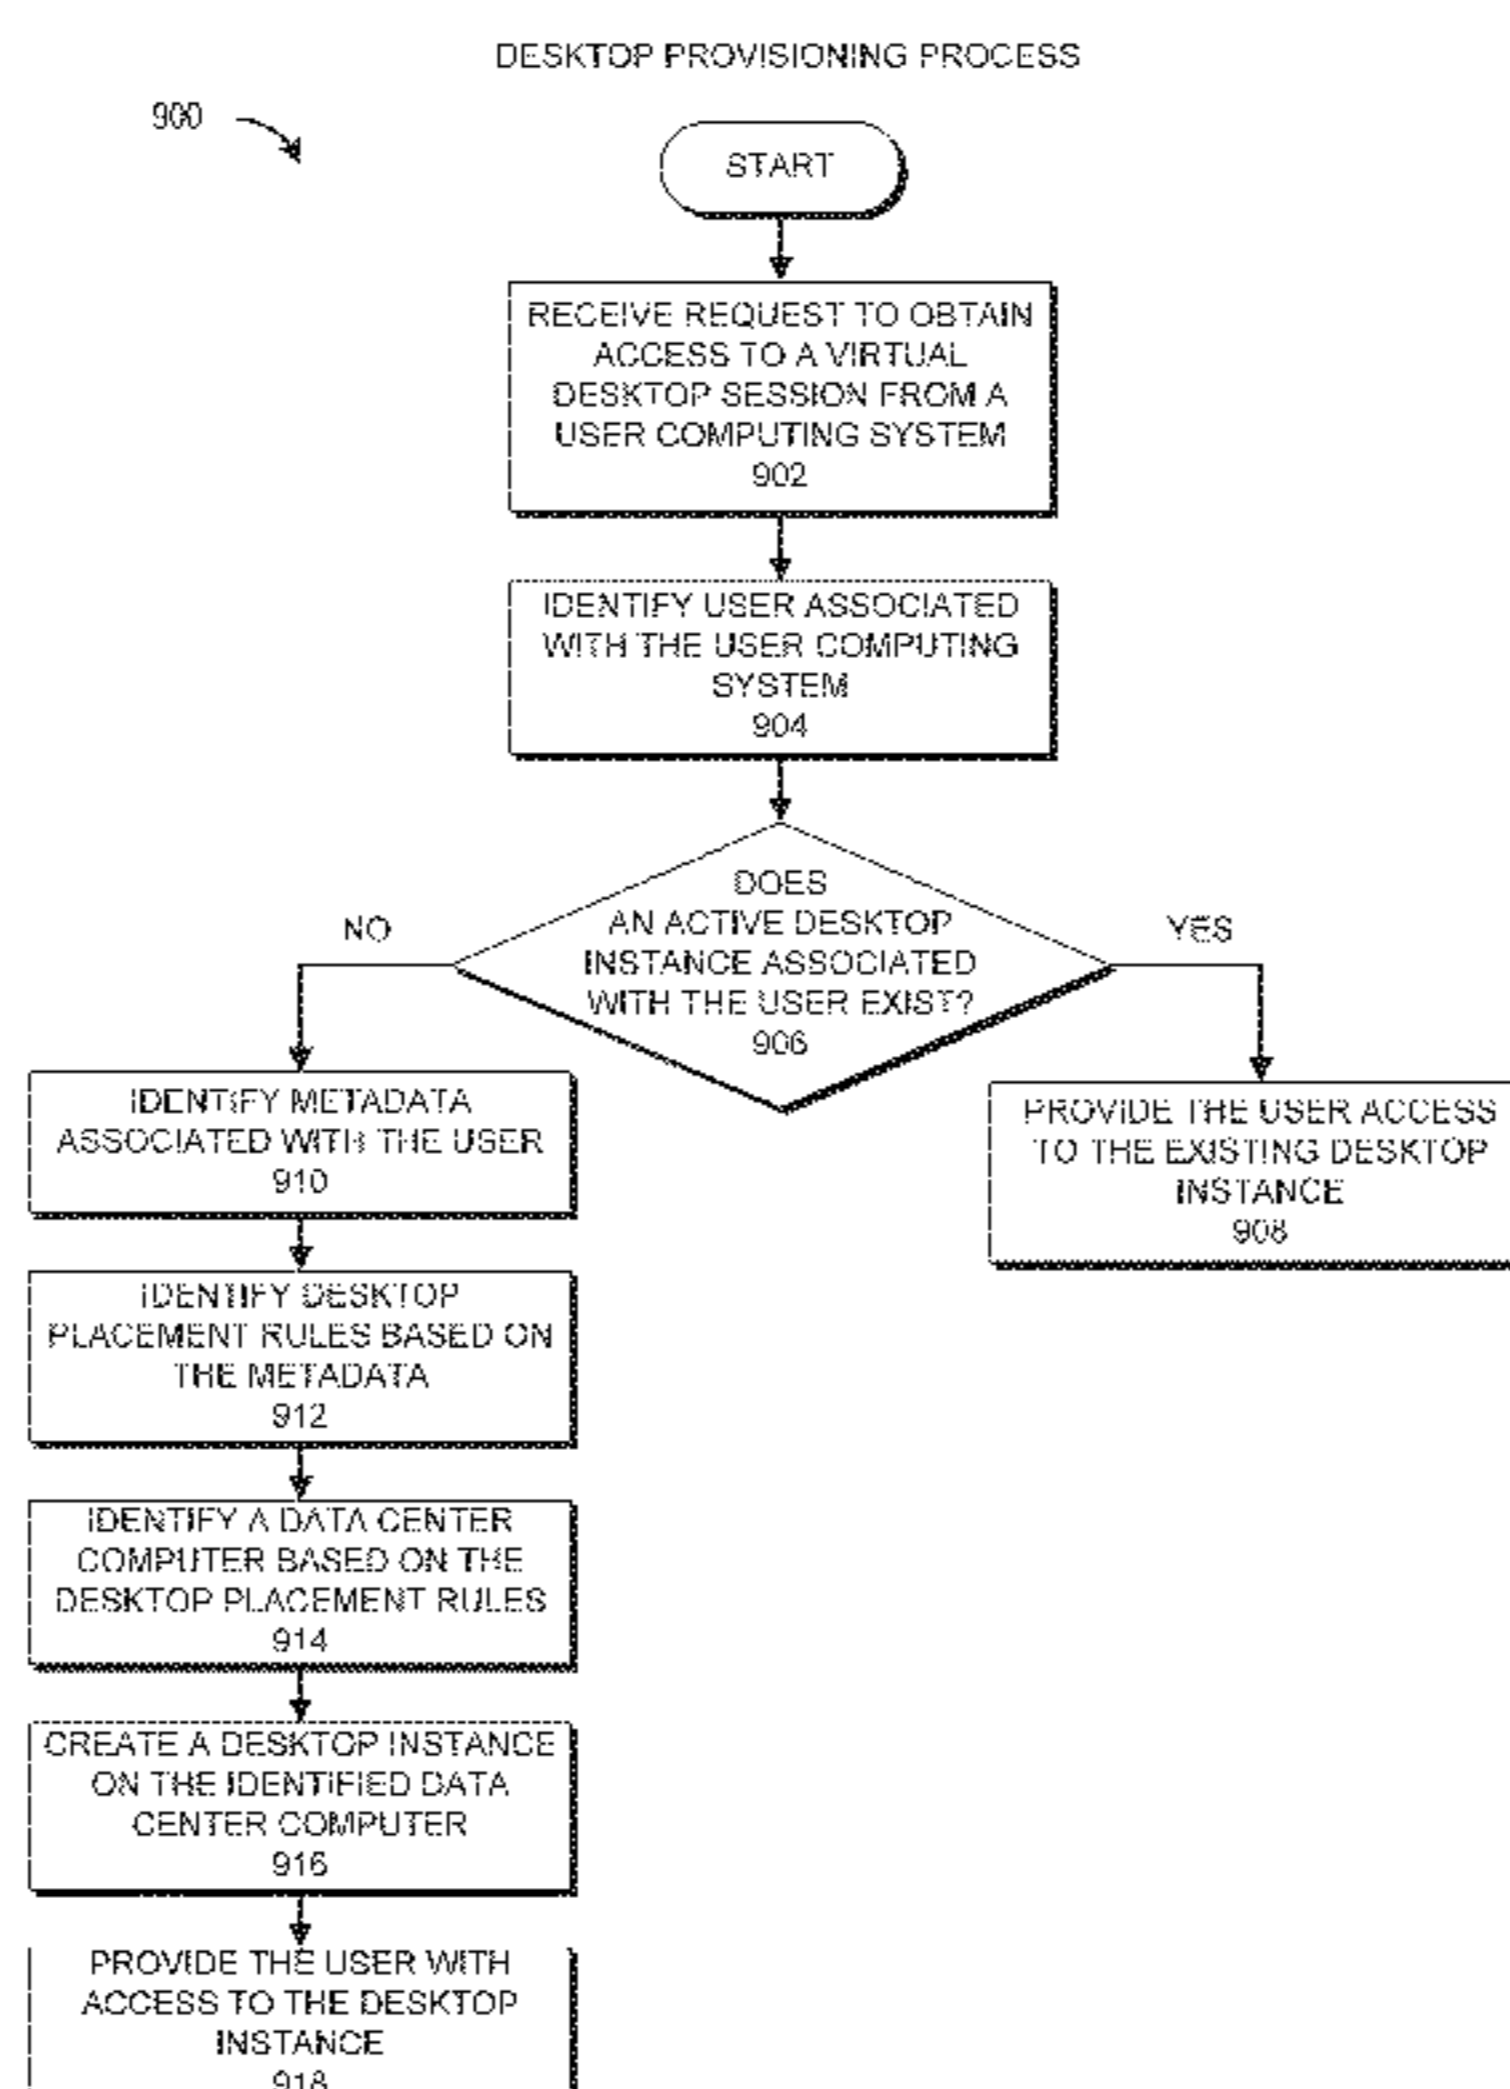 DESKTOP PROVISIONING PROCESS
900
START
RECEIVE REQUEST TO OBTAIN
ACCESS TO A VIRTUAL
DESKTOP SESSION FROM A
USER COMPUTING SYSTEM
902
IDENTIFY USER ASSOCIATED
WITH THE USER COMPUTING
SYSTEM
904
DOES
AN ACTIVE DESKTOP
INSTANCE ASSOCIATED
WITH THE USER EXIST?
906
NO
YES
IDENTIFY METADATA
ASSOCIATED WITH THE USER
910
PROVIDE THE USER ACCESS
TO THE EXISTING DESKTOP
INSTANCE
908
IDENTIFY DESKTOP
PLACEMENT RULES BASED ON
THE METADATA
912
IDENTIFY A DATA CENTER
COMPUTER BASED ON THE
DESKTOP PLACEMENT RULES
914
CREATE A DESKTOP INSTANCE
ON THE IDENTIFIED DATA
CENTER COMPUTER
916
PROVIDE THE USER WITH
ACCESS TO THE DESKTOP
INSTANCE
918